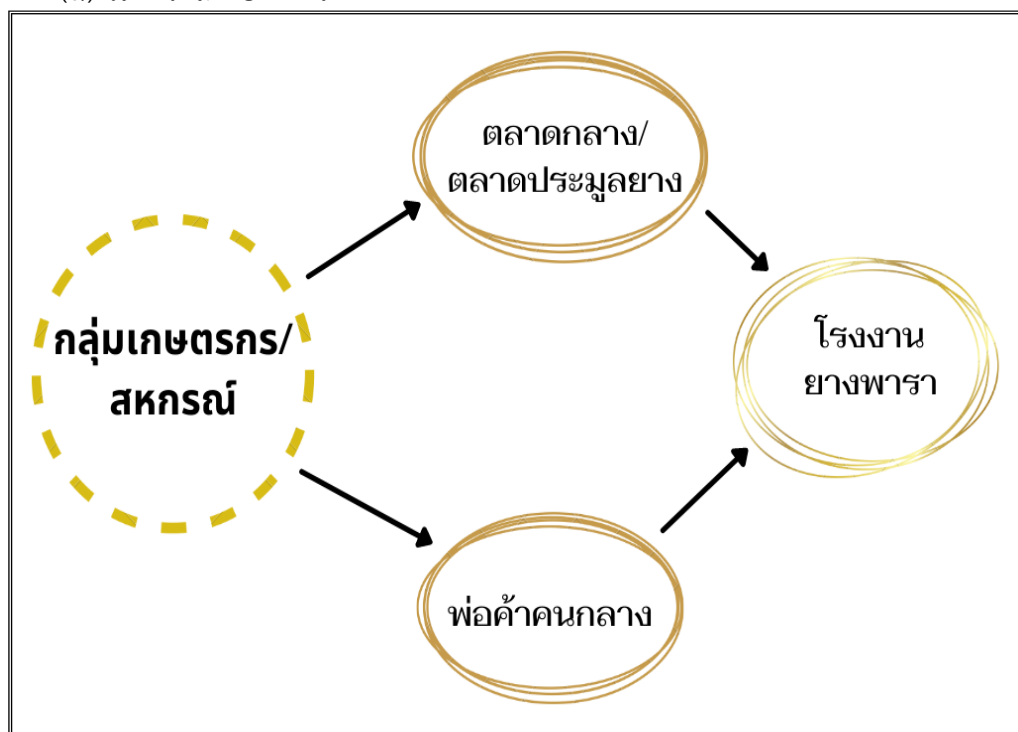 ตลาดกลาง/
ตลาดประมูลยาง
กลุ่มเกษตรกร/
สหกรณ์
โรงงาน
ยางพารา
พ่อค้าคนกลาง